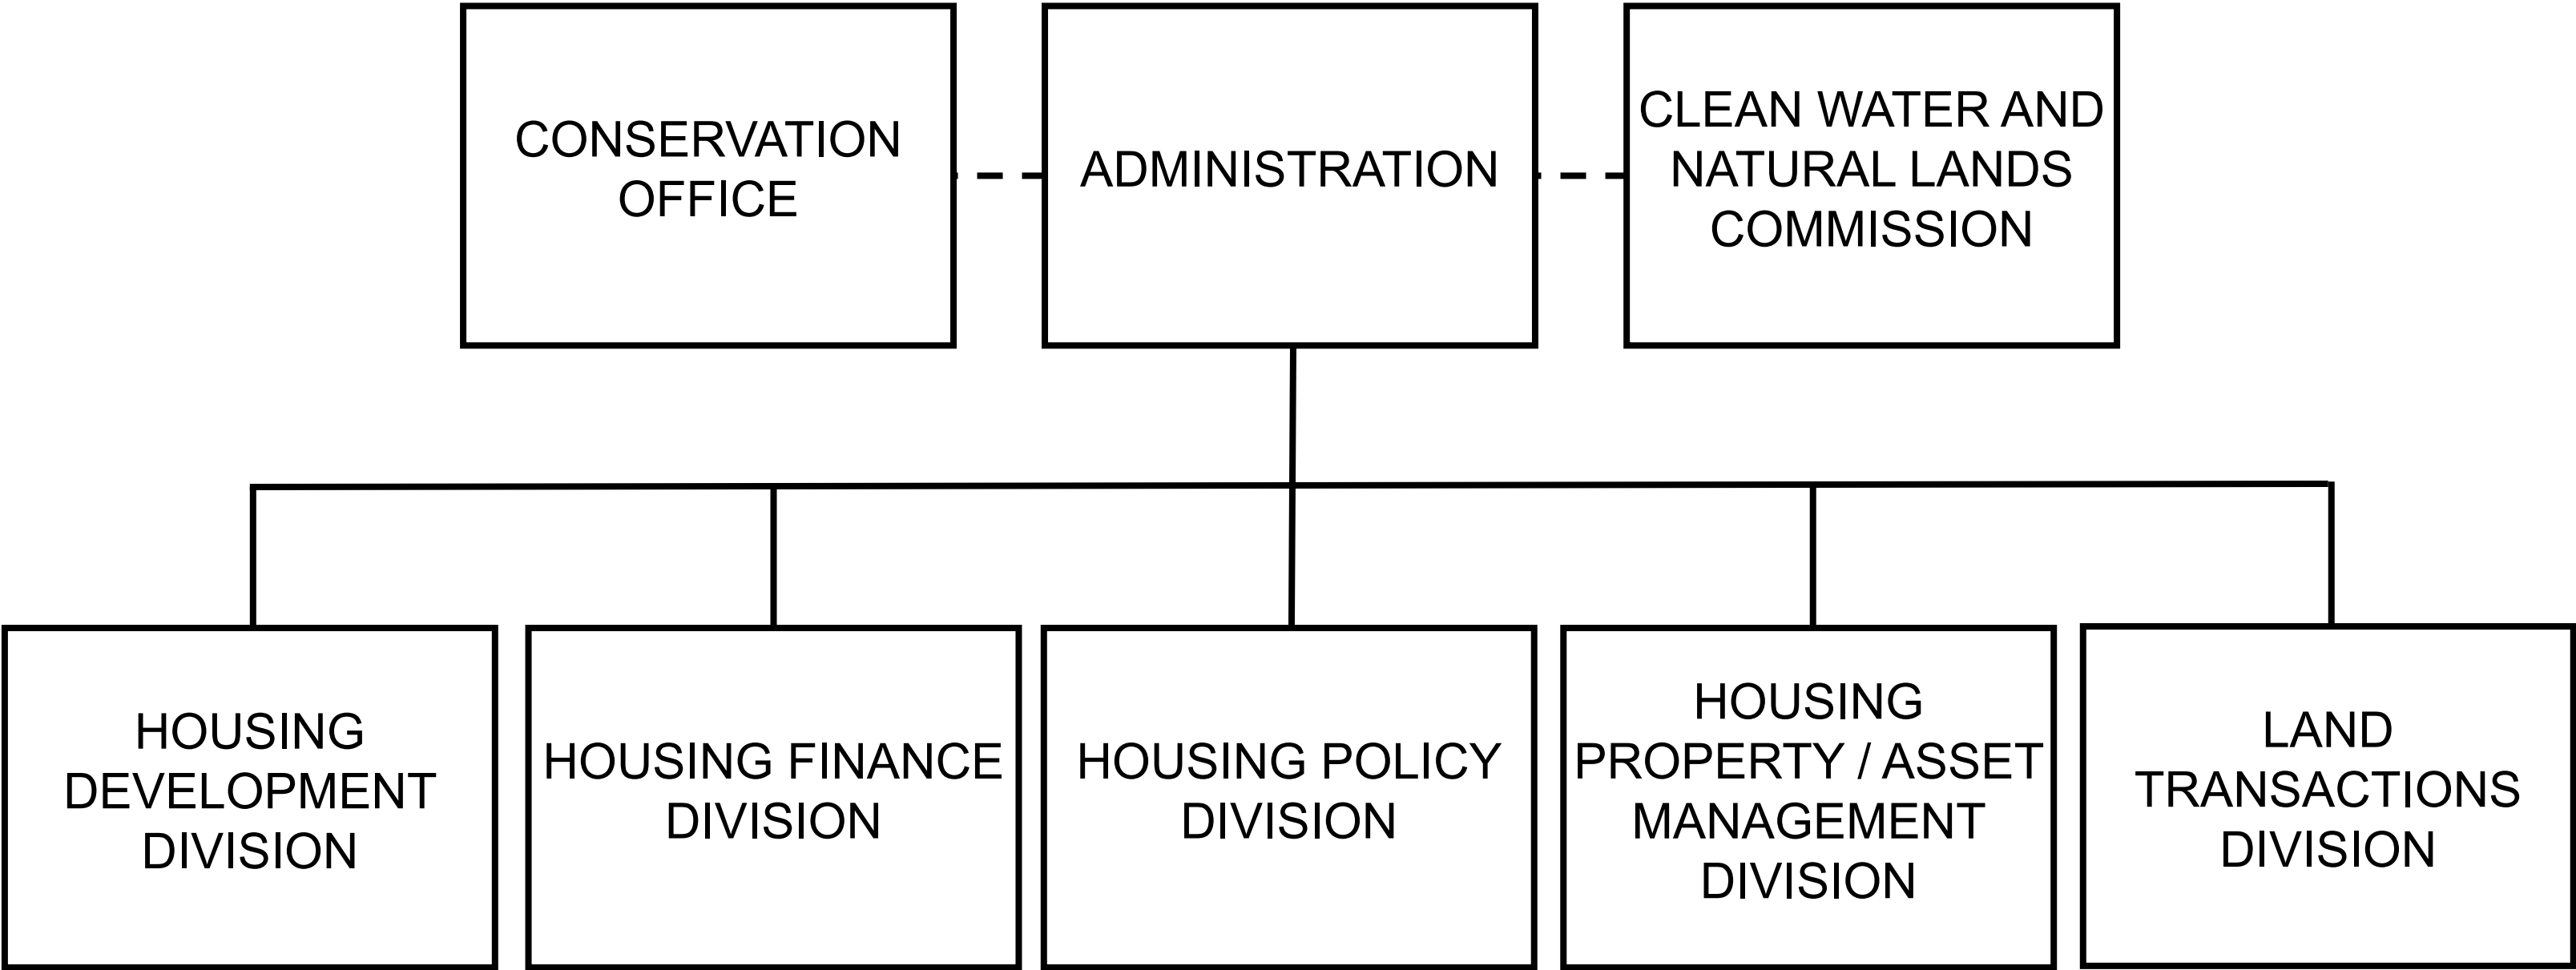 CONSERVATION
OFFICE
ADMINISTRATION
CLEAN WATER AND
NATURAL LANDS
COMMISSION
HOUSING
DEVELOPMENT
DIVISION
HOUSING FINANCE
DIVISION
HOUSING POLICY
DIVISION
HOUSING
PROPERTY / ASSET
MANAGEMENT
DIVISION
LAND
TRANSACTIONS
DIVISION